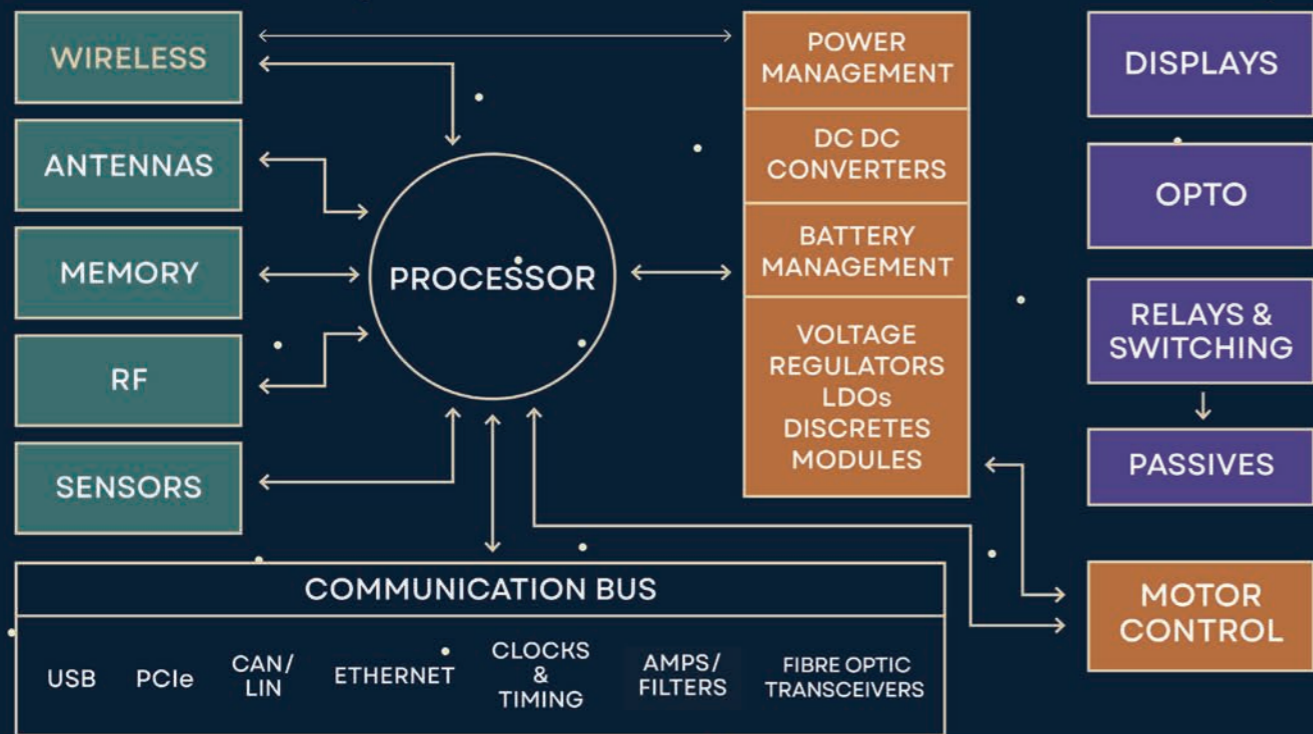 WIRELESS
ANTENNAS
MEMORY
RF
SENSORS
PROCESSOR
POWER
MANAGEMENT
DC DC
CONVERTERS
BATTERY
MANAGEMENT
VOLTAGE
REGULATORS
LDOs
DISCRETES
MODULES
DISPLAYS
OPTO
RELAYS &
SWITCHING
PASSIVES
MOTOR
CONTROL
COMMUNICATION BUS
USB
PCIe
CAN/
LIN
ETHERNET
CLOCKS
&
TIMING
AMPS/
FILTERS
FIBRE OPTIC
TRANSCEIVERS